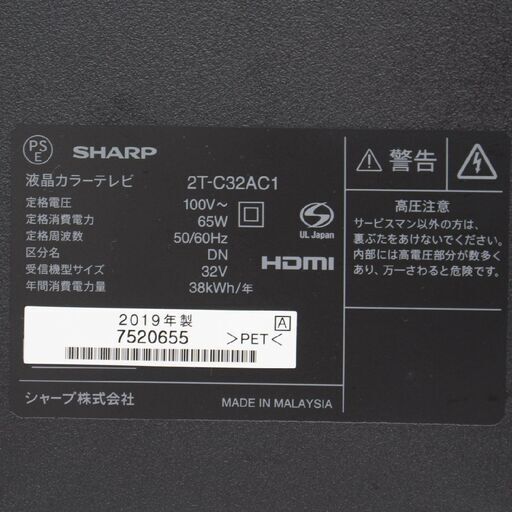 PS
E
SHARP
液晶カラーテレビ 2T-C32AC1
定格電圧 100V～
定格消費電力 65W
定格周波数 50/60Hz
区分名 DN
受信機型サイズ 32V
年間消費電力量 38kWh/年
UL Japan
HDMI
2019年製
7520655
A
>PET<
シャープ株式会社
MADE IN MALAYSIA
警告
高圧注意
サービスマン以外の方は、
裏ぶたをあけないでください。
内部には高電圧部分が数多く
あり、万一さわると危険です。